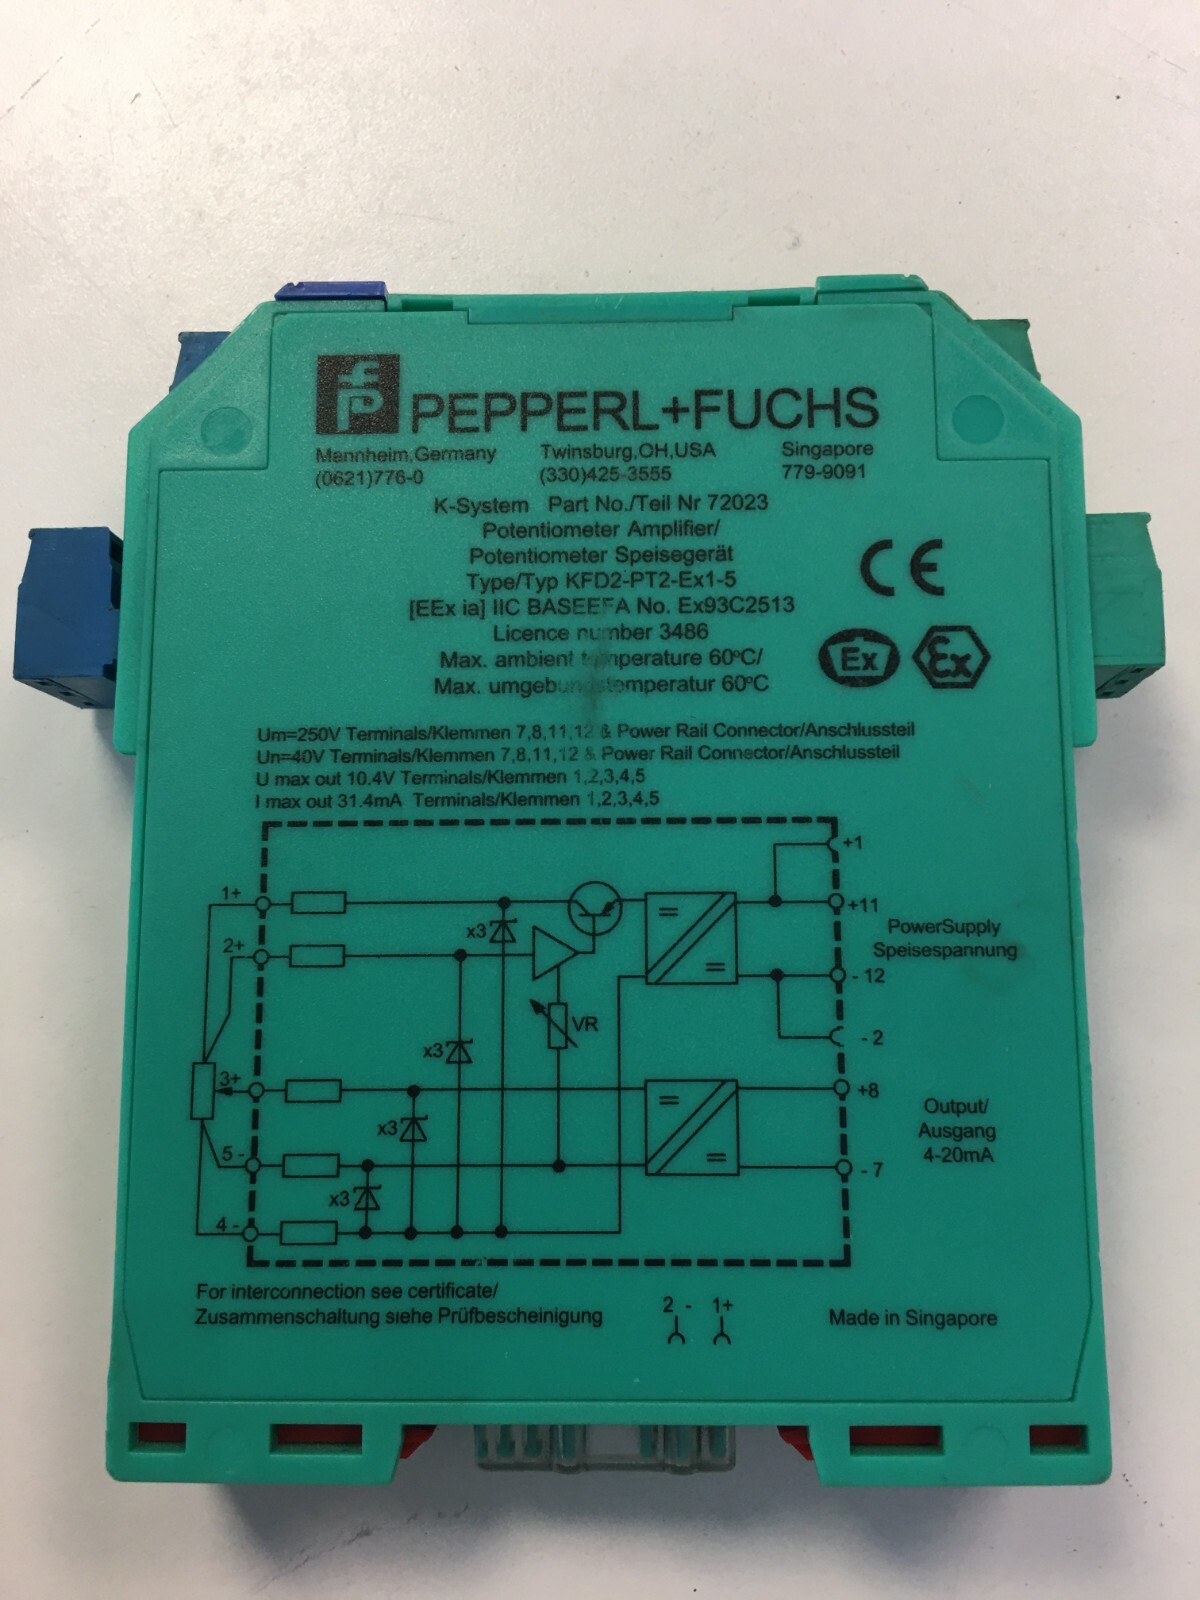 PEPPERL+FUCHS
Mannheim,Germany Twinsburg,OH,USA Singapore
(0621)776-0 (330)425-3555 779-9091
K-System Part No./Teil Nr 72023
Potentiometer Amplifier/
Potentiometer Speisegerät
Type/Typ KFD2-PT2-Ex1-5
[EEx ia] IIC BASEEFA No. Ex93C2513
Licence number 3486
Max. ambient temperature 60ºC/
Max. umgebungstemperatur 60ºC
CE
Ex
Ex
Um=250V Terminals/Klemmen 7,8,11,12 & Power Rail Connector/Anschlussteil
Un=40V Terminals/Klemmen 7,8,11,12 & Power Rail Connector/Anschlussteil
U max out 10.4V Terminals/Klemmen 1,2,3,4,5
I max out 31.4mA Terminals/Klemmen 1,2,3,4,5
+1
1+
+11
PowerSupply
Speisespannung
2+
x3
- 12
VR
- 2
x3
3+
+8
x3
Output/
Ausgang
4-20mA
5 -
- 7
x3
4 -
For interconnection see certificate/
Zusammenschaltung siehe Prüfbescheinigung
2 - 1+
Made in Singapore